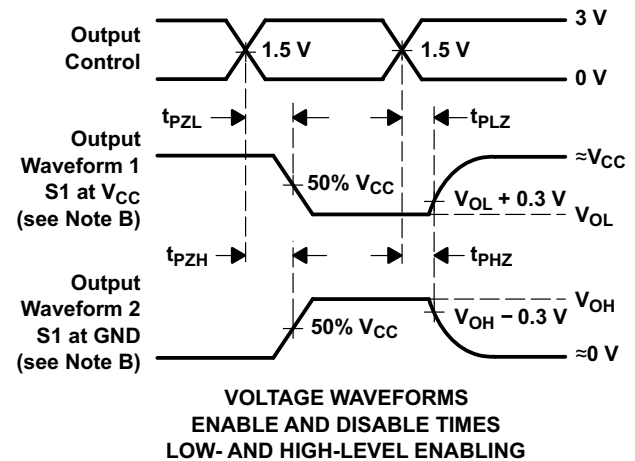 Output
Control
1.5 V
1.5 V
3 V
0 V
tPZL
tPLZ
Output
Waveform 1
S1 at VCC
(see Note B)
50% VCC
≈VCC
VOL + 0.3 V
VOL
tPZH
tPHZ
Output
Waveform 2
S1 at GND
(see Note B)
50% VCC
VOH
VOH − 0.3 V
≈0 V
VOLTAGE WAVEFORMS
ENABLE AND DISABLE TIMES
LOW- AND HIGH-LEVEL ENABLING